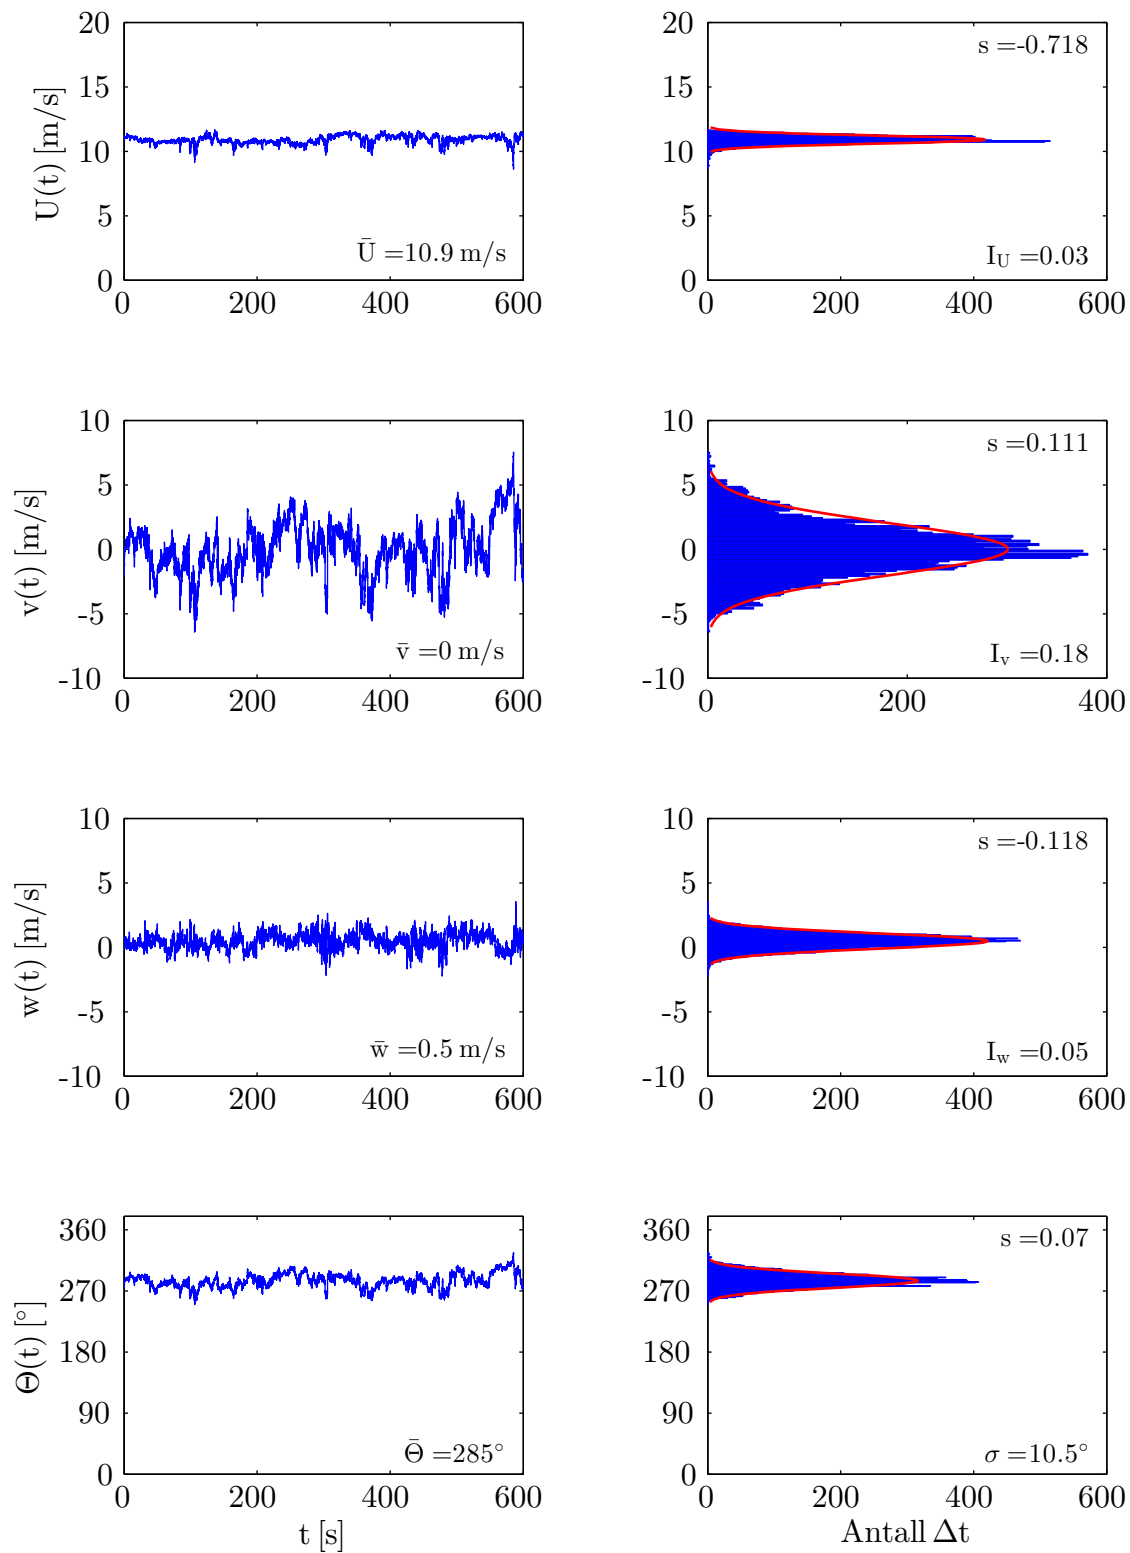 20
15
10
5
0
0 200 400 600
U(t) [m/s]
Ū =10.9 m/s
20
15
10
5
0
0 200 400 600
s =-0.718
I_U =0.03
10
5
0
-5
-10
0 200 400 600
v(t) [m/s]
v̄ =0 m/s
10
5
0
-5
-10
0 200 400
s =0.111
I_v =0.18
10
5
0
-5
-10
0 200 400 600
w(t) [m/s]
w̄ =0.5 m/s
10
5
0
-5
-10
0 200 400 600
s =-0.118
I_w =0.05
360
270
180
90
0
0 200 400 600
Θ(t) [°]
Θ̄ =285°
t [s]
360
270
180
90
0
0 200 400 600
s =0.07
σ =10.5°
Antall Δt